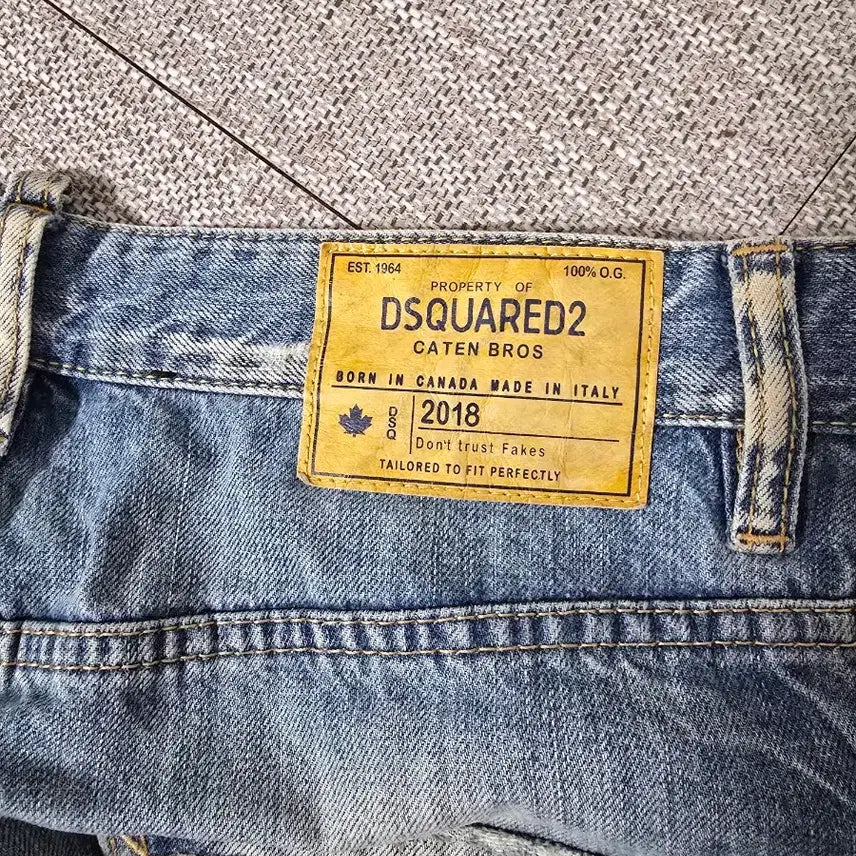 EST. 1964 100% O.G.
PROPERTY OF
DSQUARED2
CATEN BROS
BORN IN CANADA MADE IN ITALY
DSQ
2018
Don't trust Fakes
TAILORED TO FIT PERFECTLY